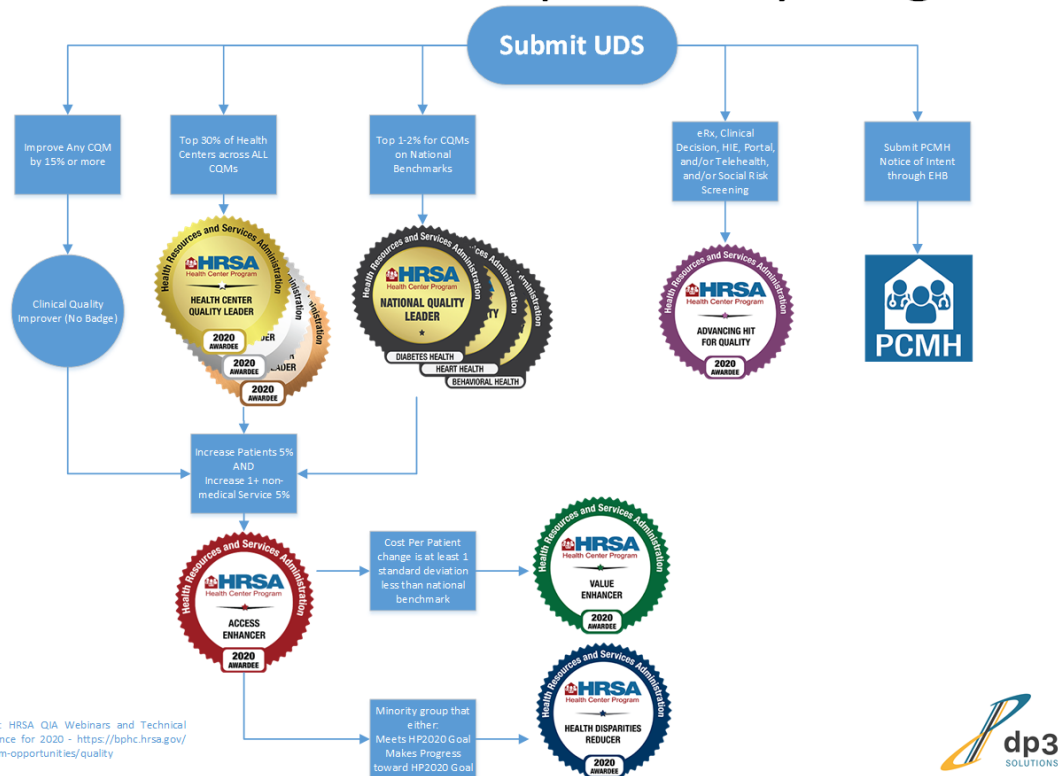 Submit UDS
Improve Any CQM
by 15% or more
Top 30% of Health
Centers across ALL
CQMs
Top 1-2% for CQMs
on National
Benchmarks
eRx, Clinical
Decision, HIE, Portal,
and/or Telehealth,
and/or Social Risk
Screening
Submit PCMH
Notice of Intent
through EHB
Clinical Quality
Improver (No Badge)
Health Resources and Services Administration
HRSA
Health Center Program
HEALTH CENTER
QUALITY LEADER
2020
AWARDEE
2020
AWARDEE
2020
AWARDEE
Health Resources and Services Administration
HRSA
Health Center Program
NATIONAL QUALITY
LEADER
DIABETES HEALTH
HEART HEALTH
BEHAVIORAL HEALTH
Health Resources and Services Administration
HRSA
Health Center Program
ADVANCING HIT
FOR QUALITY
2020
AWARDEE
PCMH
Increase Patients 5%
AND
Increase 1+ non-
medical Service 5%
Health Resources and Services Administration
HRSA
Health Center Program
ACCESS
ENHANCER
2020
AWARDEE
Cost Per Patient
change is at least 1
standard deviation
less than national
benchmark
Health Resources and Services Administration
HRSA
Health Center Program
VALUE
ENHANCER
2020
AWARDEE
Minority group that
either:
Meets HP2020 Goal
Makes Progress
toward HP2020 Goal
Health Resources and Services Administration
HRSA
Health Center Program
HEALTH DISPARITIES
REDUCER
2020
AWARDEE
HRSA QIA Webinars and Technical
nce for 2020 - https://bphc.hrsa.gov/
m-opportunities/quality
dp3
SOLUTIONS